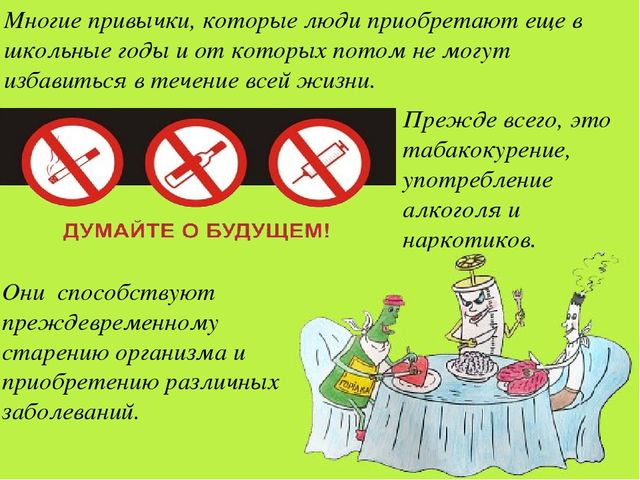 Многие привычки, которые люди приобретают еще в
школьные годы и от которых потом не могут
избавиться в течение всей жизни.
Прежде всего, это
табакокурение,
употребление
алкоголя и
наркотиков.
ДУМАЙТЕ О БУДУЩЕМ!
Они способствуют
преждевременному
старению организма и
приобретению различных
заболеваний.
ГОРІЛКА